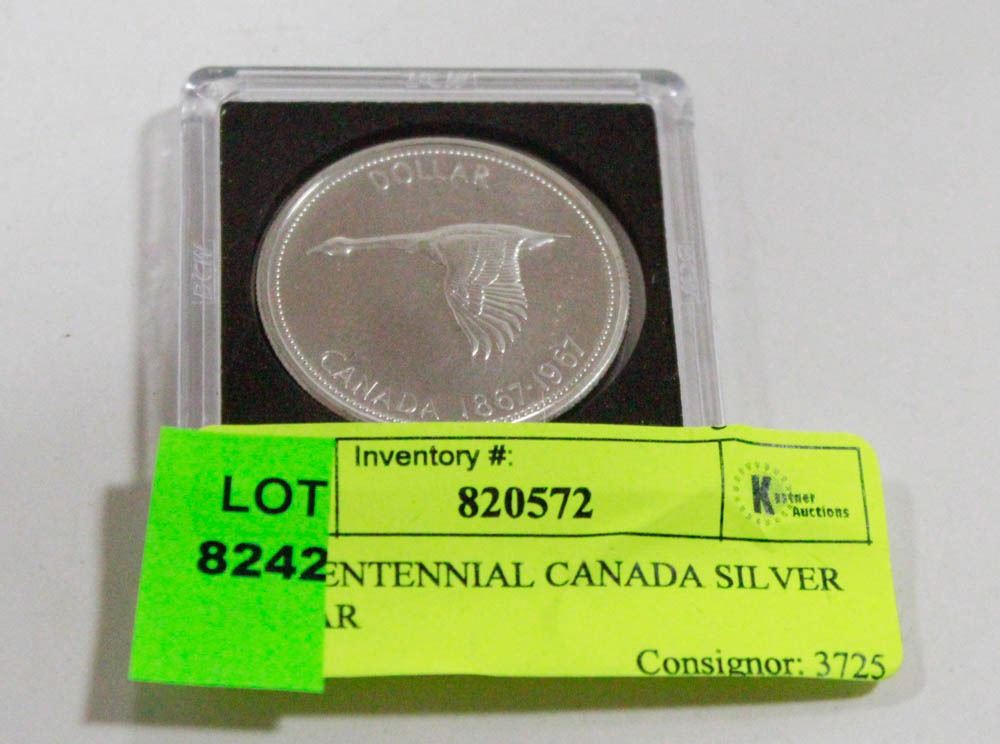 DOLLAR
CANADA 1867-1967
LOT
8242
Inventory #:
820572
Kastner
Auctions
ENTENNIAL CANADA SILVER
AR
Consignor: 3725